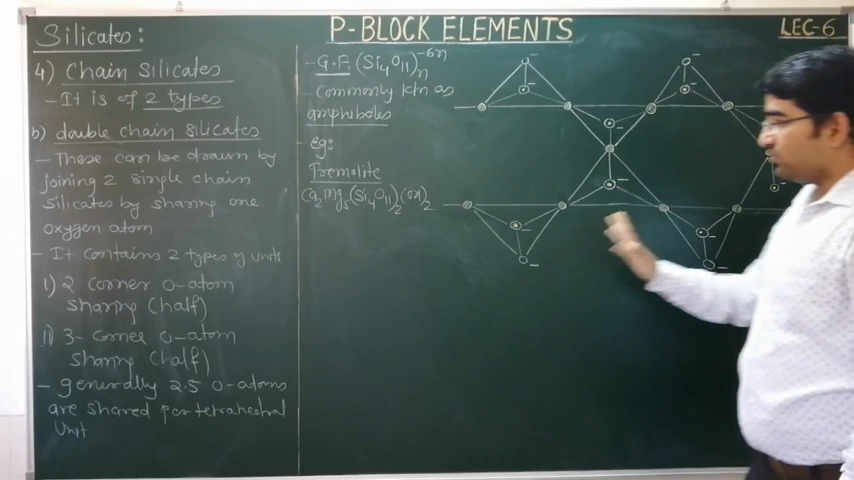 P-BLOCK ELEMENTS
LEC-6
Silicates:
4) Chain Silicates
- It is of 2 types
b) double chain silicates
- These can be drawn by
joining 2 simple chain
silicates by sharing one
oxygen atom
- It contains 2 types of units
i) 2 corner O-atom
sharing (half)
ii) 3-corner O-atom
sharing (half)
- generally 2.5 O-atoms
are shared per tetrahedral
Unit
- G.F. (Si₄O₁₁)ₙ⁻⁶ⁿ
- Commonly ktn as
amphiboles
- Eg:
Tremolite
Ca₂Mg₅(Si₄O₁₁)₂(OH)₂